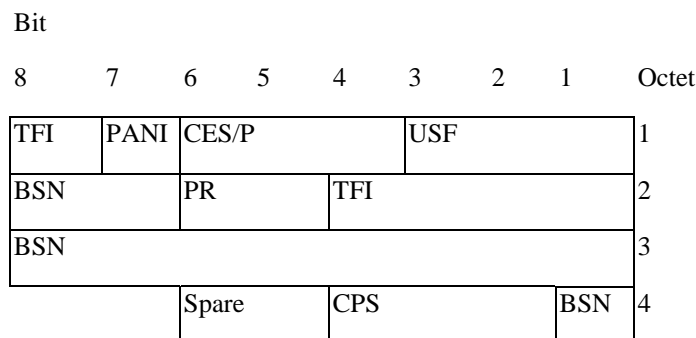 Bit
8 7 6 5 4 3 2 1 Octet
TFI PANI CES/P USF 1
BSN PR TFI 2
BSN 3
Spare CPS BSN 4